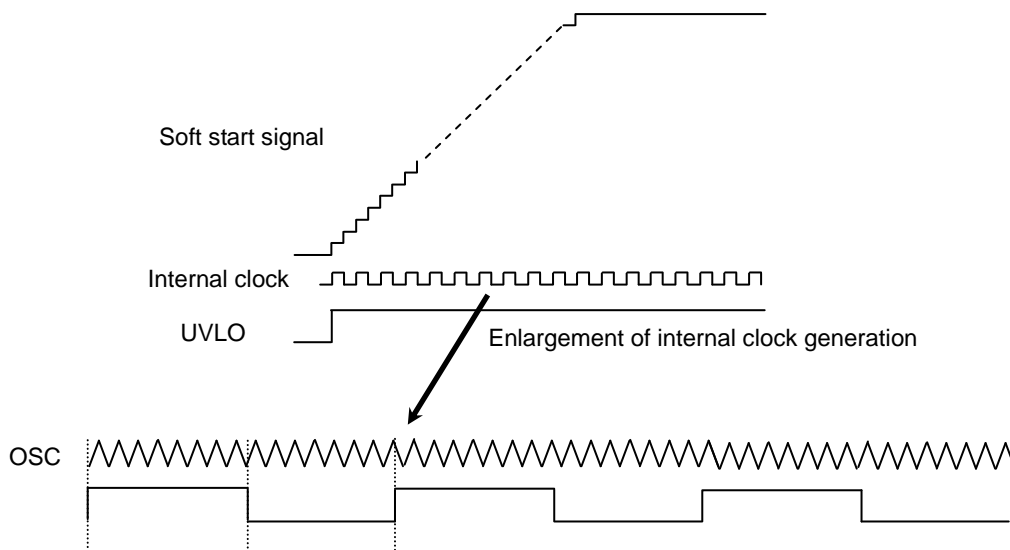 Soft start signal
Internal clock
UVLO
Enlargement of internal clock generation
OSC